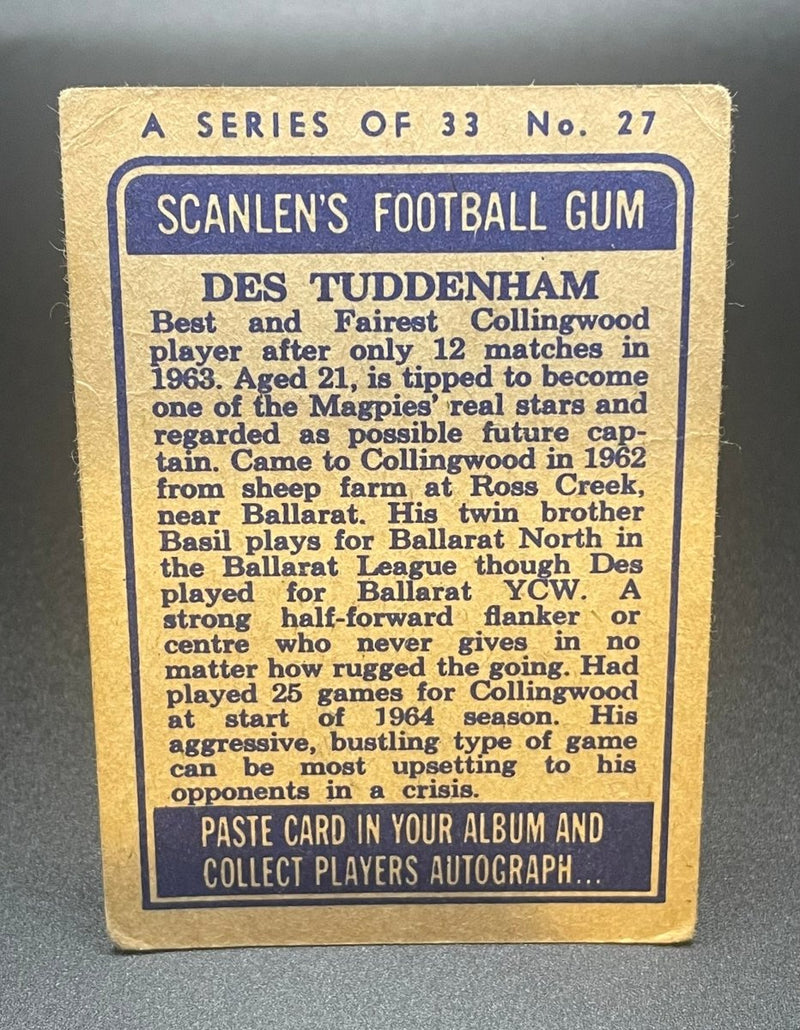 A SERIES OF 33 No. 27
SCANLEN'S FOOTBALL GUM
DES TUDDENHAM
Best and Fairest Collingwood
player after only 12 matches in
1963. Aged 21, is tipped to become
one of the Magpies' real stars and
regarded as possible future cap-
tain. Came to Collingwood in 1962
from sheep farm at Ross Creek,
near Ballarat. His twin brother
Basil plays for Ballarat North in
the Ballarat League though Des
played for Ballarat YCW. A
strong half-forward flanker or
centre who never gives in no
matter how rugged the going. Had
played 25 games for Collingwood
at start of 1964 season. His
aggressive, bustling type of game
can be most upsetting to his
opponents in a crisis.
PASTE CARD IN YOUR ALBUM AND
COLLECT PLAYERS AUTOGRAPH...